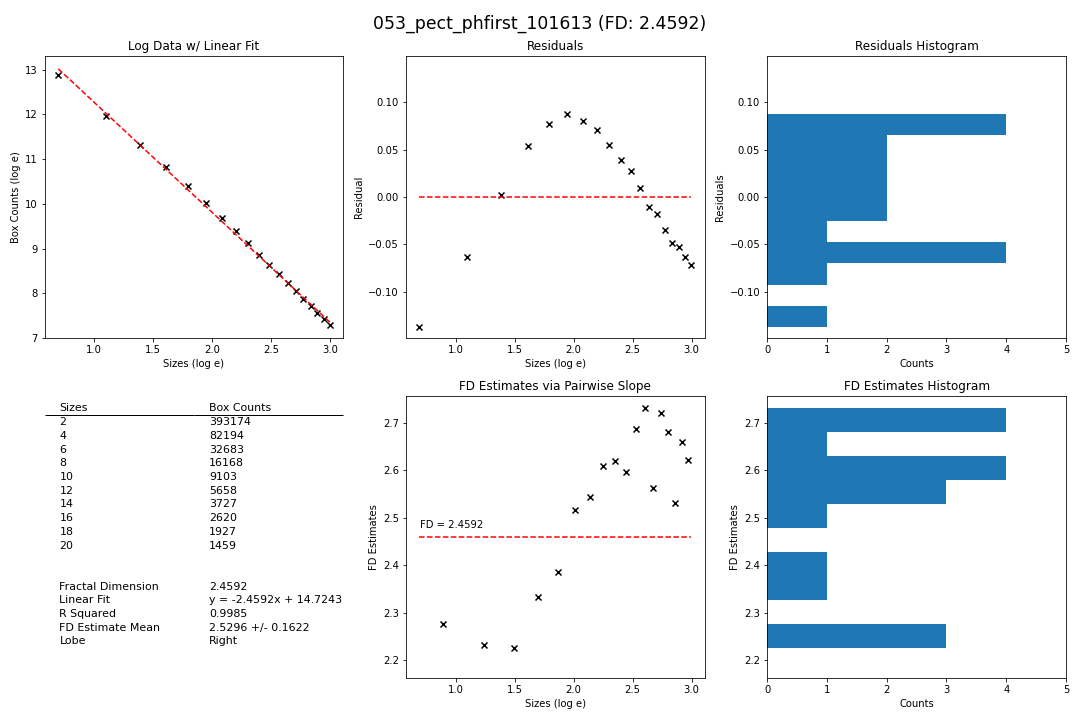 053_pect_phfirst_101613 (FD: 2.4592)
Log Data w/ Linear Fit
Box Counts (log e)
13
12
11
10
9
8
7
1.0 1.5 2.0 2.5 3.0
Sizes (log e)
Residuals
Residual
0.10
0.05
0.00
−0.05
−0.10
1.0 1.5 2.0 2.5 3.0
Sizes (log e)
Residuals Histogram
Residuals
0.10
0.05
0.00
−0.05
−0.10
0 1 2 3 4 5
Counts
Sizes Box Counts
2 393174
4 82194
6 32683
8 16168
10 9103
12 5658
14 3727
16 2620
18 1927
20 1459
Fractal Dimension 2.4592
Linear Fit y = -2.4592x + 14.7243
R Squared 0.9985
FD Estimate Mean 2.5296 +/- 0.1622
Lobe Right
FD Estimates via Pairwise Slope
FD Estimates
2.7
2.6
2.5
2.4
2.3
2.2
FD = 2.4592
1.0 1.5 2.0 2.5 3.0
Sizes (log e)
FD Estimates Histogram
FD Estimates
2.7
2.6
2.5
2.4
2.3
2.2
0 1 2 3 4 5
Counts